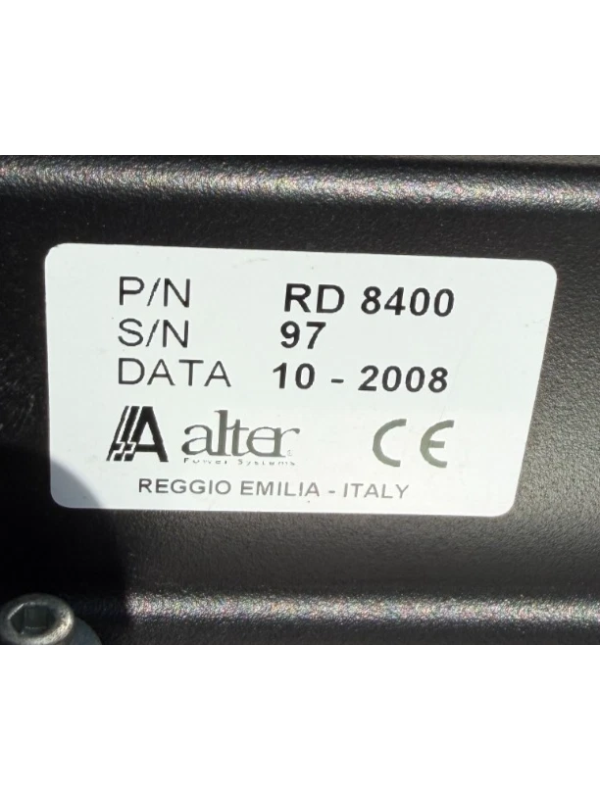 P/N RD 8400
S/N 97
DATA 10 - 2008
A alter CE
Power Systems
REGGIO EMILIA - ITALY